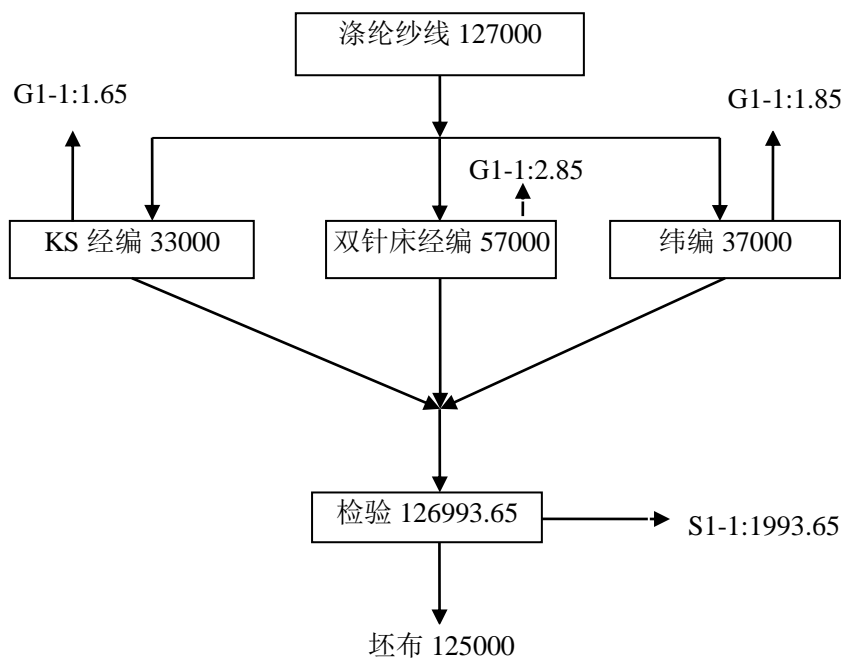 涤纶纱线 127000
G1-1:1.65
G1-1:1.85
G1-1:2.85
KS 经编 33000
双针床经编 57000
纬编 37000
检验 126993.65
S1-1:1993.65
坯布 125000